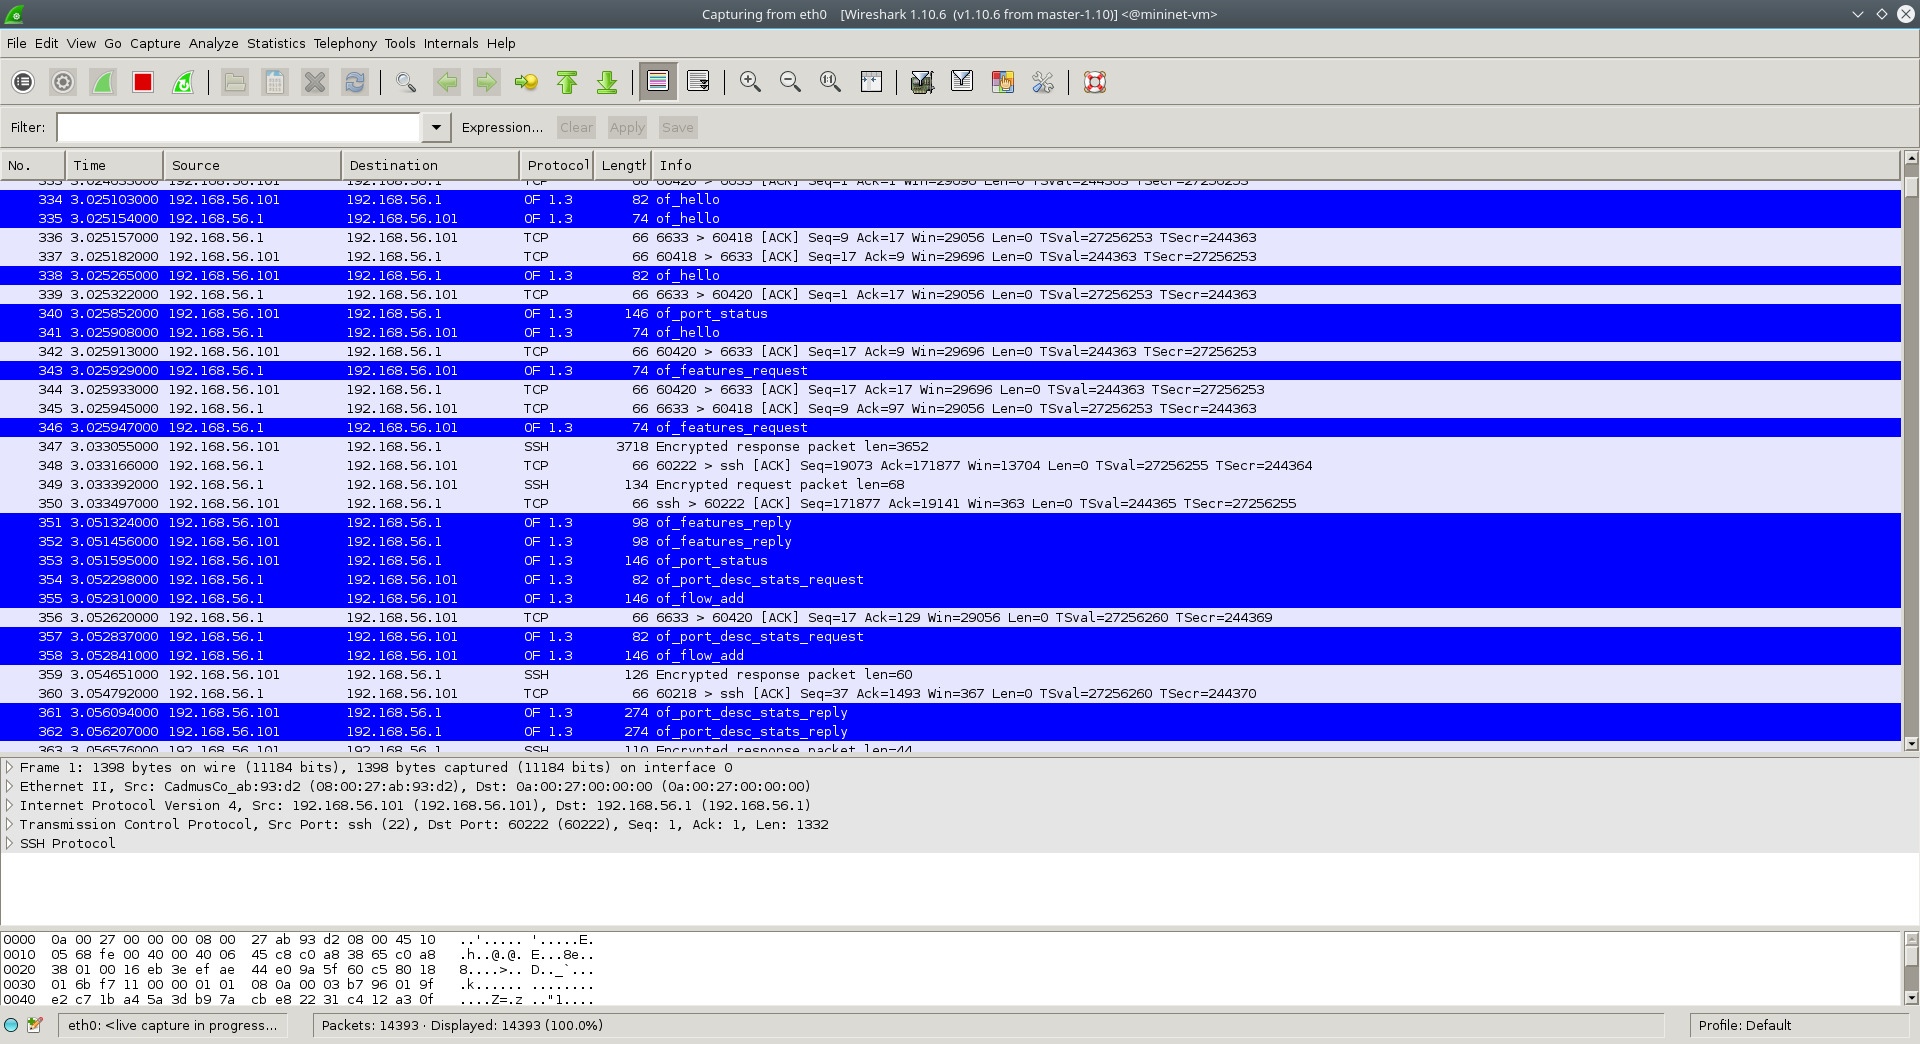 Capturing from eth0    [Wireshark 1.10.6  (v1.10.6 from master-1.10)] <@mininet-vm>
File Edit View Go Capture Analyze Statistics Telephony Tools Internals Help
Filter: Expression... Clear Apply Save
No. Time Source Destination Protocol Length Info
333 3.024833000 192.168.56.101 192.168.56.1 TCP 66 60420 > 6633 [ACK] Seq=1 Ack=1 Win=29696 Len=0 TSval=244363 TSecr=27256253
334 3.025103000 192.168.56.101 192.168.56.1 OF 1.3 82 of_hello
335 3.025154000 192.168.56.1 192.168.56.101 OF 1.3 74 of_hello
336 3.025157000 192.168.56.1 192.168.56.101 TCP 66 6633 > 60418 [ACK] Seq=9 Ack=17 Win=29056 Len=0 TSval=27256253 TSecr=244363
337 3.025182000 192.168.56.101 192.168.56.1 TCP 66 60418 > 6633 [ACK] Seq=17 Ack=9 Win=29696 Len=0 TSval=244363 TSecr=27256253
338 3.025265000 192.168.56.101 192.168.56.1 OF 1.3 82 of_hello
339 3.025322000 192.168.56.1 192.168.56.101 TCP 66 6633 > 60420 [ACK] Seq=1 Ack=17 Win=29056 Len=0 TSval=27256253 TSecr=244363
340 3.025852000 192.168.56.101 192.168.56.1 OF 1.3 146 of_port_status
341 3.025908000 192.168.56.1 192.168.56.101 OF 1.3 74 of_hello
342 3.025913000 192.168.56.101 192.168.56.1 TCP 66 60420 > 6633 [ACK] Seq=17 Ack=9 Win=29696 Len=0 TSval=244363 TSecr=27256253
343 3.025929000 192.168.56.1 192.168.56.101 OF 1.3 74 of_features_request
344 3.025933000 192.168.56.101 192.168.56.1 TCP 66 60420 > 6633 [ACK] Seq=17 Ack=17 Win=29696 Len=0 TSval=244363 TSecr=27256253
345 3.025945000 192.168.56.1 192.168.56.101 TCP 66 6633 > 60418 [ACK] Seq=9 Ack=97 Win=29056 Len=0 TSval=27256253 TSecr=244363
346 3.025947000 192.168.56.1 192.168.56.101 OF 1.3 74 of_features_request
347 3.033055000 192.168.56.101 192.168.56.1 SSH 3718 Encrypted response packet len=3652
348 3.033166000 192.168.56.1 192.168.56.101 TCP 66 60222 > ssh [ACK] Seq=19073 Ack=171877 Win=13704 Len=0 TSval=27256255 TSecr=244364
349 3.033392000 192.168.56.1 192.168.56.101 SSH 134 Encrypted request packet len=68
350 3.033497000 192.168.56.101 192.168.56.1 TCP 66 ssh > 60222 [ACK] Seq=171877 Ack=19141 Win=363 Len=0 TSval=244365 TSecr=27256255
351 3.051324000 192.168.56.101 192.168.56.1 OF 1.3 98 of_features_reply
352 3.051456000 192.168.56.101 192.168.56.1 OF 1.3 98 of_features_reply
353 3.051595000 192.168.56.101 192.168.56.1 OF 1.3 146 of_port_status
354 3.052298000 192.168.56.1 192.168.56.101 OF 1.3 82 of_port_desc_stats_request
355 3.052310000 192.168.56.1 192.168.56.101 OF 1.3 146 of_flow_add
356 3.052620000 192.168.56.1 192.168.56.101 TCP 66 6633 > 60420 [ACK] Seq=17 Ack=129 Win=29056 Len=0 TSval=27256260 TSecr=244369
357 3.052837000 192.168.56.1 192.168.56.101 OF 1.3 82 of_port_desc_stats_request
358 3.052841000 192.168.56.1 192.168.56.101 OF 1.3 146 of_flow_add
359 3.054651000 192.168.56.101 192.168.56.1 SSH 126 Encrypted response packet len=60
360 3.054792000 192.168.56.1 192.168.56.101 TCP 66 60218 > ssh [ACK] Seq=37 Ack=1493 Win=367 Len=0 TSval=27256260 TSecr=244370
361 3.056094000 192.168.56.101 192.168.56.1 OF 1.3 274 of_port_desc_stats_reply
362 3.056207000 192.168.56.101 192.168.56.1 OF 1.3 274 of_port_desc_stats_reply
363 3.056576000 192.168.56.101 192.168.56.1 SSH 110 Encrypted response packet len=44
Frame 1: 1398 bytes on wire (11184 bits), 1398 bytes captured (11184 bits) on interface 0
Ethernet II, Src: CadmusCo_ab:93:d2 (08:00:27:ab:93:d2), Dst: 0a:00:27:00:00:00 (0a:00:27:00:00:00)
Internet Protocol Version 4, Src: 192.168.56.101 (192.168.56.101), Dst: 192.168.56.1 (192.168.56.1)
Transmission Control Protocol, Src Port: ssh (22), Dst Port: 60222 (60222), Seq: 1, Ack: 1, Len: 1332
SSH Protocol
0000  0a 00 27 00 00 00 08 00  27 ab 93 d2 08 00 45 10   ..'..... '.....E.
0010  05 68 fe 00 40 00 40 06  45 c8 c0 a8 38 65 c0 a8   .h..@.@. E...8e..
0020  38 01 00 16 eb 3e ef ae  44 e0 9a 5f 60 c5 80 18   8....>.. D.._`...
0030  01 6b f7 11 00 00 01 01  08 0a 00 03 b7 96 01 9f   .k...... ........
0040  e2 c7 1b a4 5a 3d b9 7a  cb e8 22 31 c4 12 a3 0f   ....Z=.z .."1....
eth0: <live capture in progress... Packets: 14393 · Displayed: 14393 (100.0%) Profile: Default